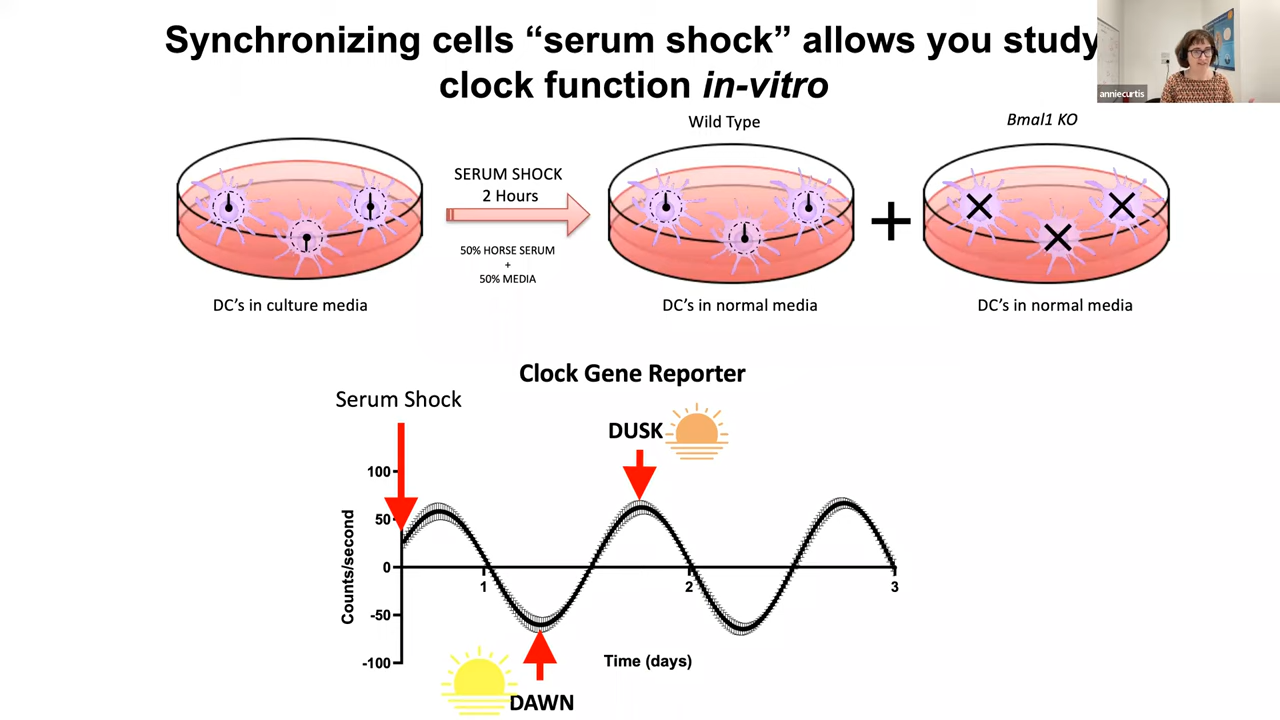 Synchronizing cells “serum shock” allows you study
clock function in-vitro
anniecurtis
Wild Type
Bmal1 KO
SERUM SHOCK
2 Hours
50% HORSE SERUM
+
50% MEDIA
+
DC's in culture media
DC's in normal media
DC's in normal media
Clock Gene Reporter
Serum Shock
DUSK
100
50
0
-50
-100
Counts/second
1
2
3
Time (days)
DAWN